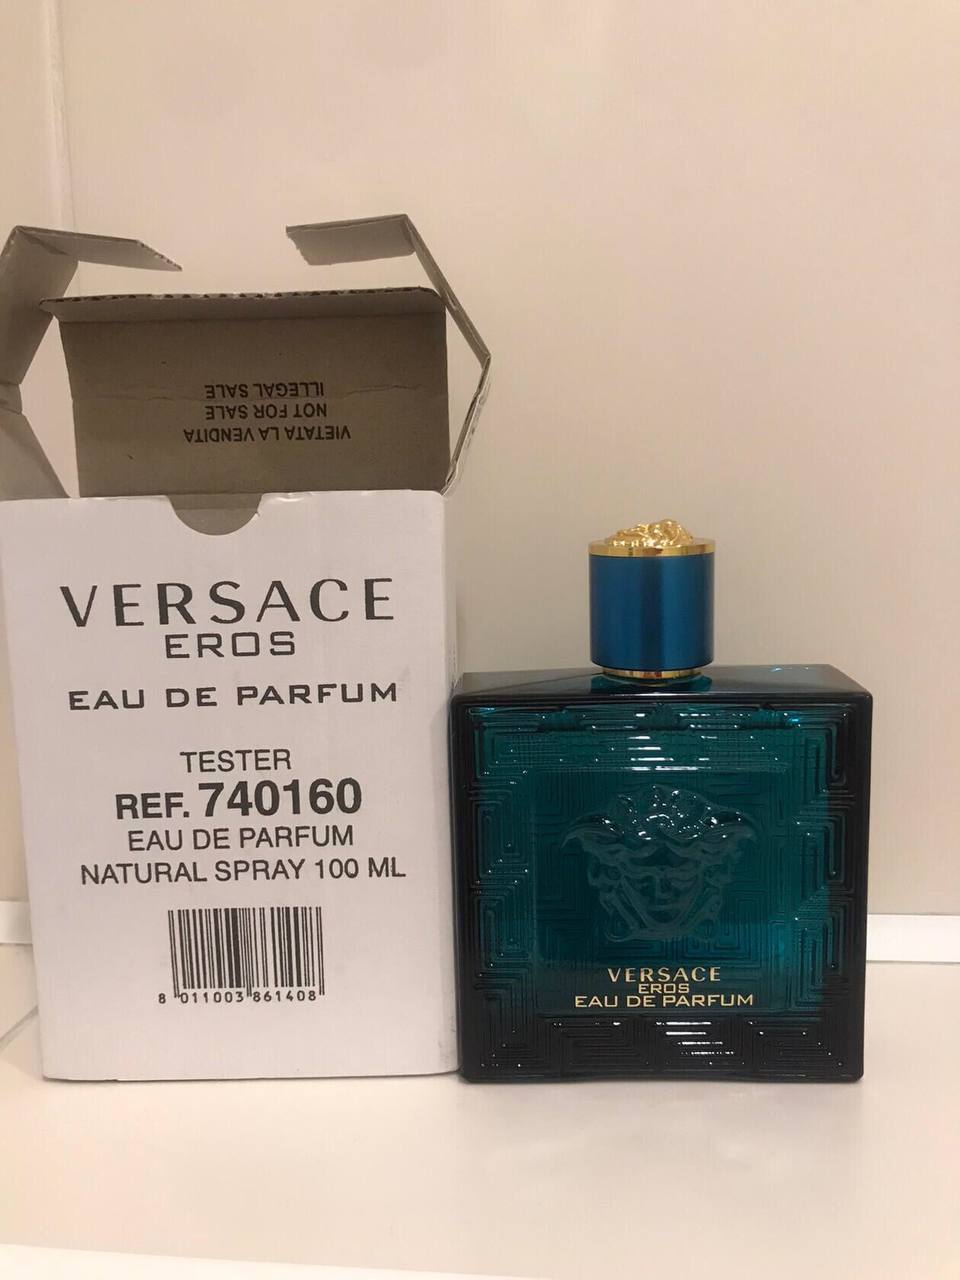 ILLEGAL SALE
NOT FOR SALE
VIETATA LA VENDITA
VERSACE
EROS
EAU DE PARFUM
TESTER
REF. 740160
EAU DE PARFUM
NATURAL SPRAY 100 ML
8 011003 861408
VERSACE
EROS
EAU DE PARFUM